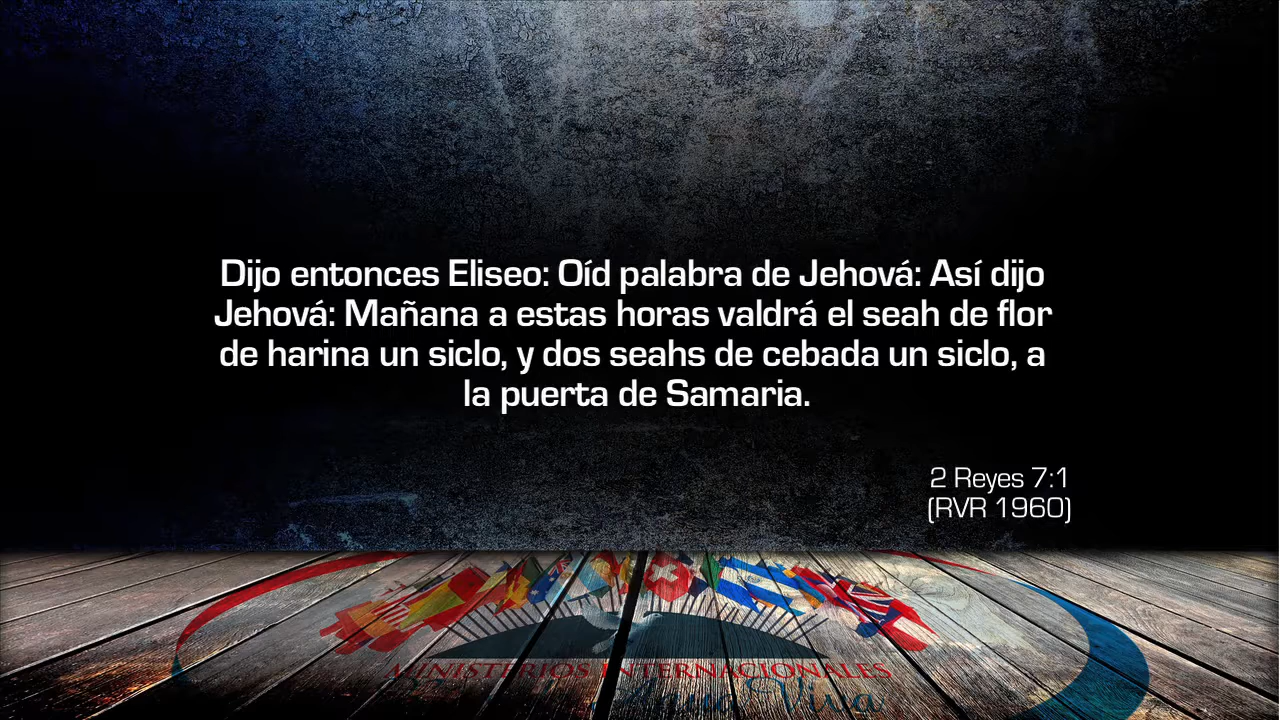 Dijo entonces Eliseo: Oíd palabra de Jehová: Así dijo
Jehová: Mañana a estas horas valdrá el seah de flor
de harina un siclo, y dos seahs de cebada un siclo, a
la puerta de Samaria.
2 Reyes 7:1
(RVR 1960)
MINISTERIOS INTERNACIONALES
Viva